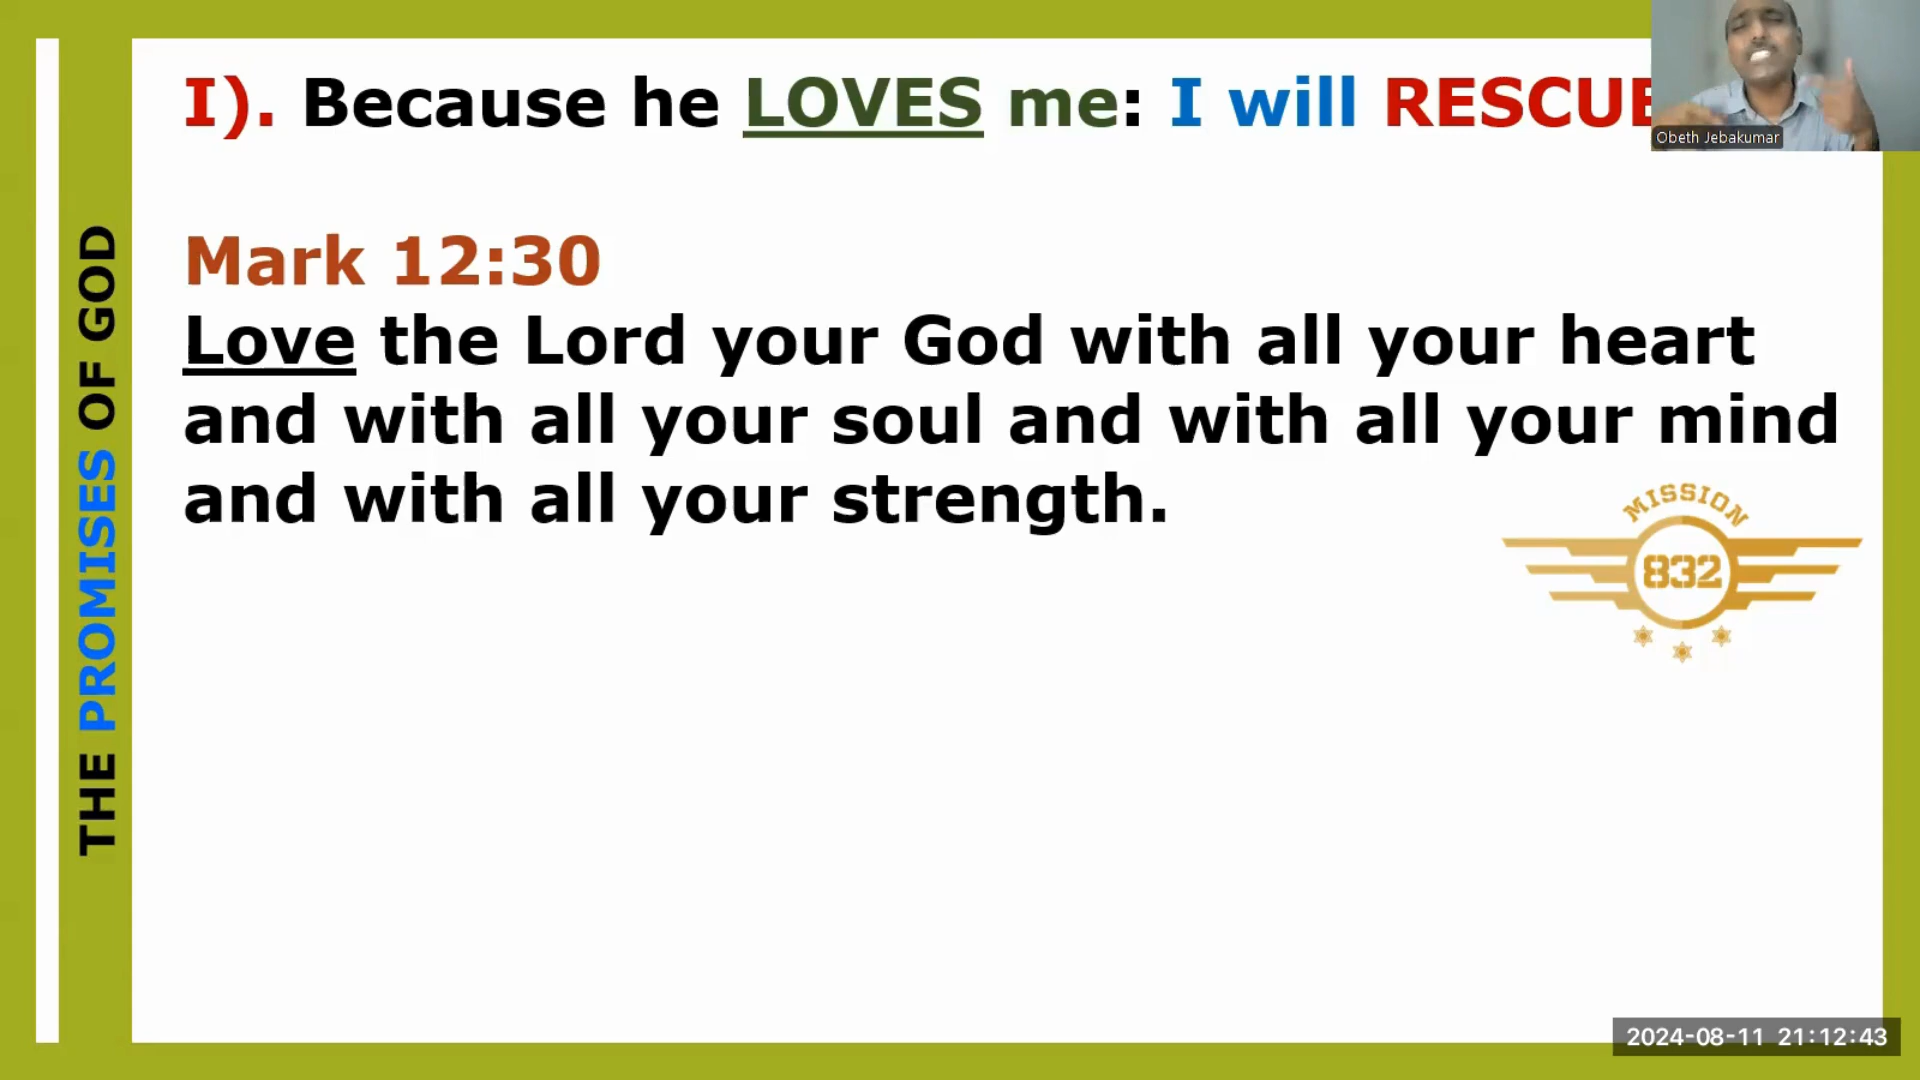 I). Because he LOVES me: I will RESCUE
Obeth Jebakumar
Mark 12:30
Love the Lord your God with all your heart
and with all your soul and with all your mind
and with all your strength.
MISSION
832
THE PROMISES OF GOD
2024-08-11 21:12:43